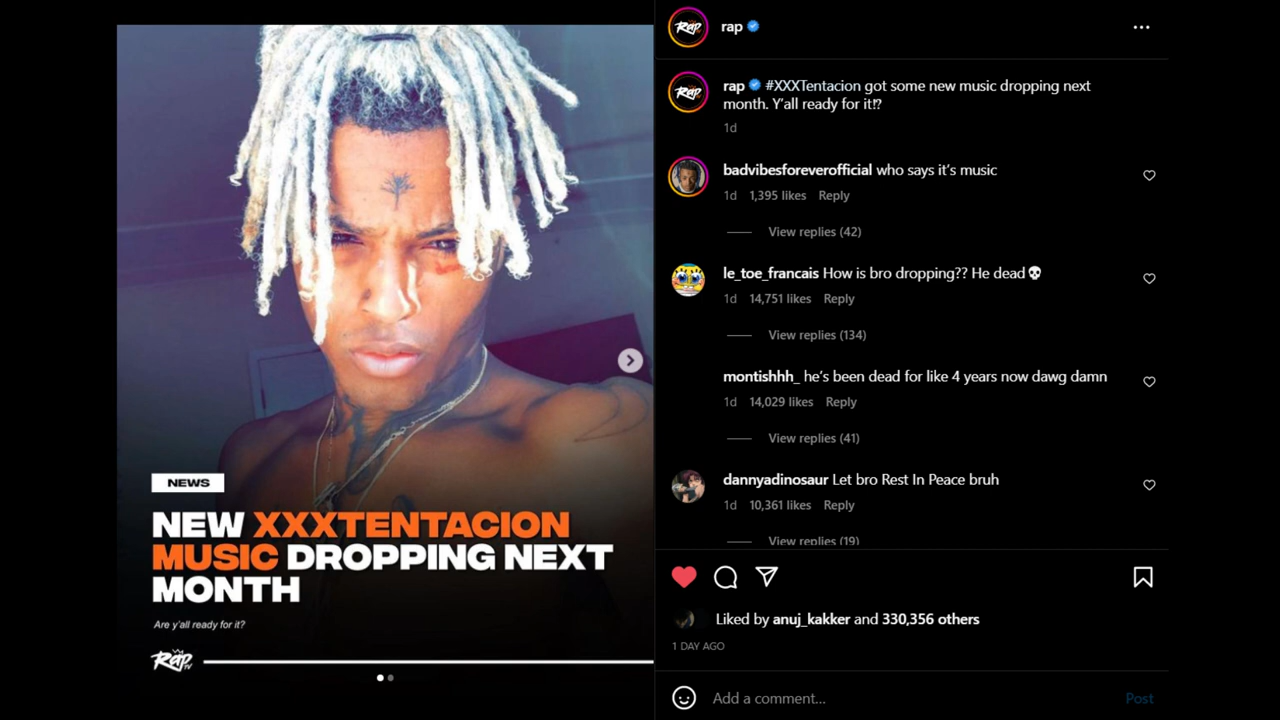 NEWS
NEW XXXTENTACION
MUSIC DROPPING NEXT
MONTH
Are y'all ready for it?
Rap TV
Rap
rap
Rap
rap #XXXTentacion got some new music dropping next
month. Y'all ready for it⁉
1d
badvibesforeverofficial who says it's music
1d 1,395 likes Reply
View replies (42)
le_toe_francais How is bro dropping?? He dead💀
1d 14,751 likes Reply
View replies (134)
montishhh_ he's been dead for like 4 years now dawg damn
1d 14,029 likes Reply
View replies (41)
dannyadinosaur Let bro Rest In Peace bruh
1d 10,361 likes Reply
View replies (19)
Liked by anuj_kakker and 330,356 others
1 DAY AGO
Add a comment...
Post